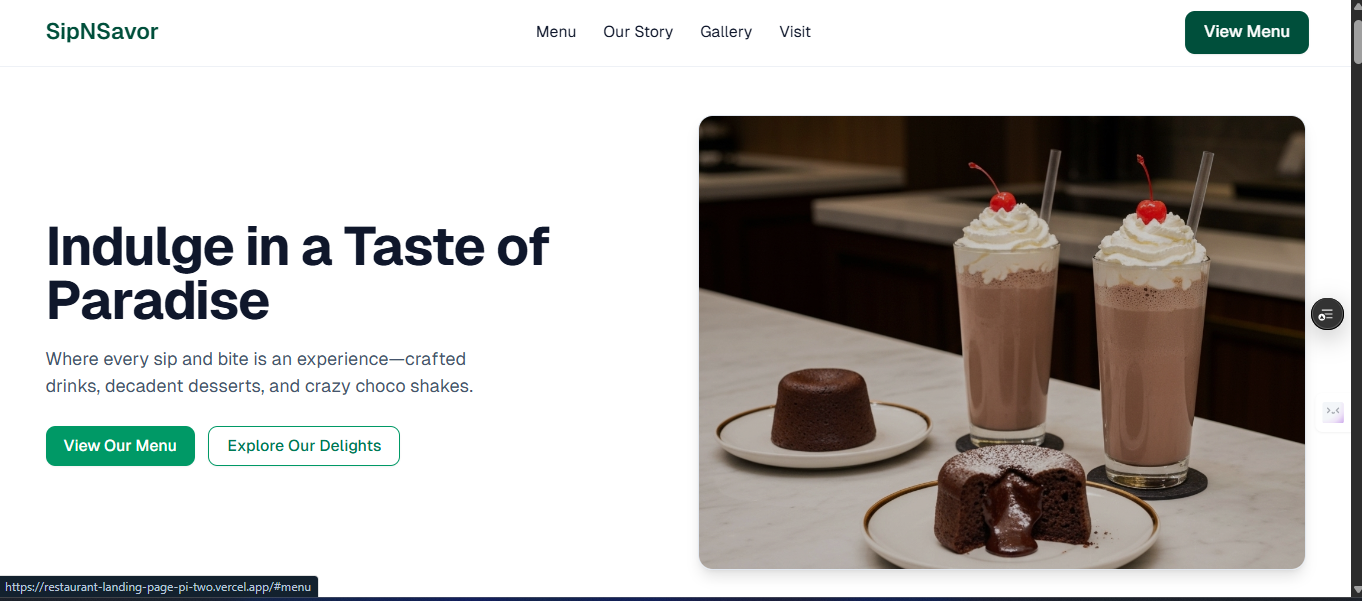 SipNSavor
Menu
Our Story
Gallery
Visit
View Menu
Indulge in a Taste of
Paradise
Where every sip and bite is an experience—crafted
drinks, decadent desserts, and crazy choco shakes.
View Our Menu
Explore Our Delights
https://restaurant-landing-page-pi-two.vercel.app/#menu